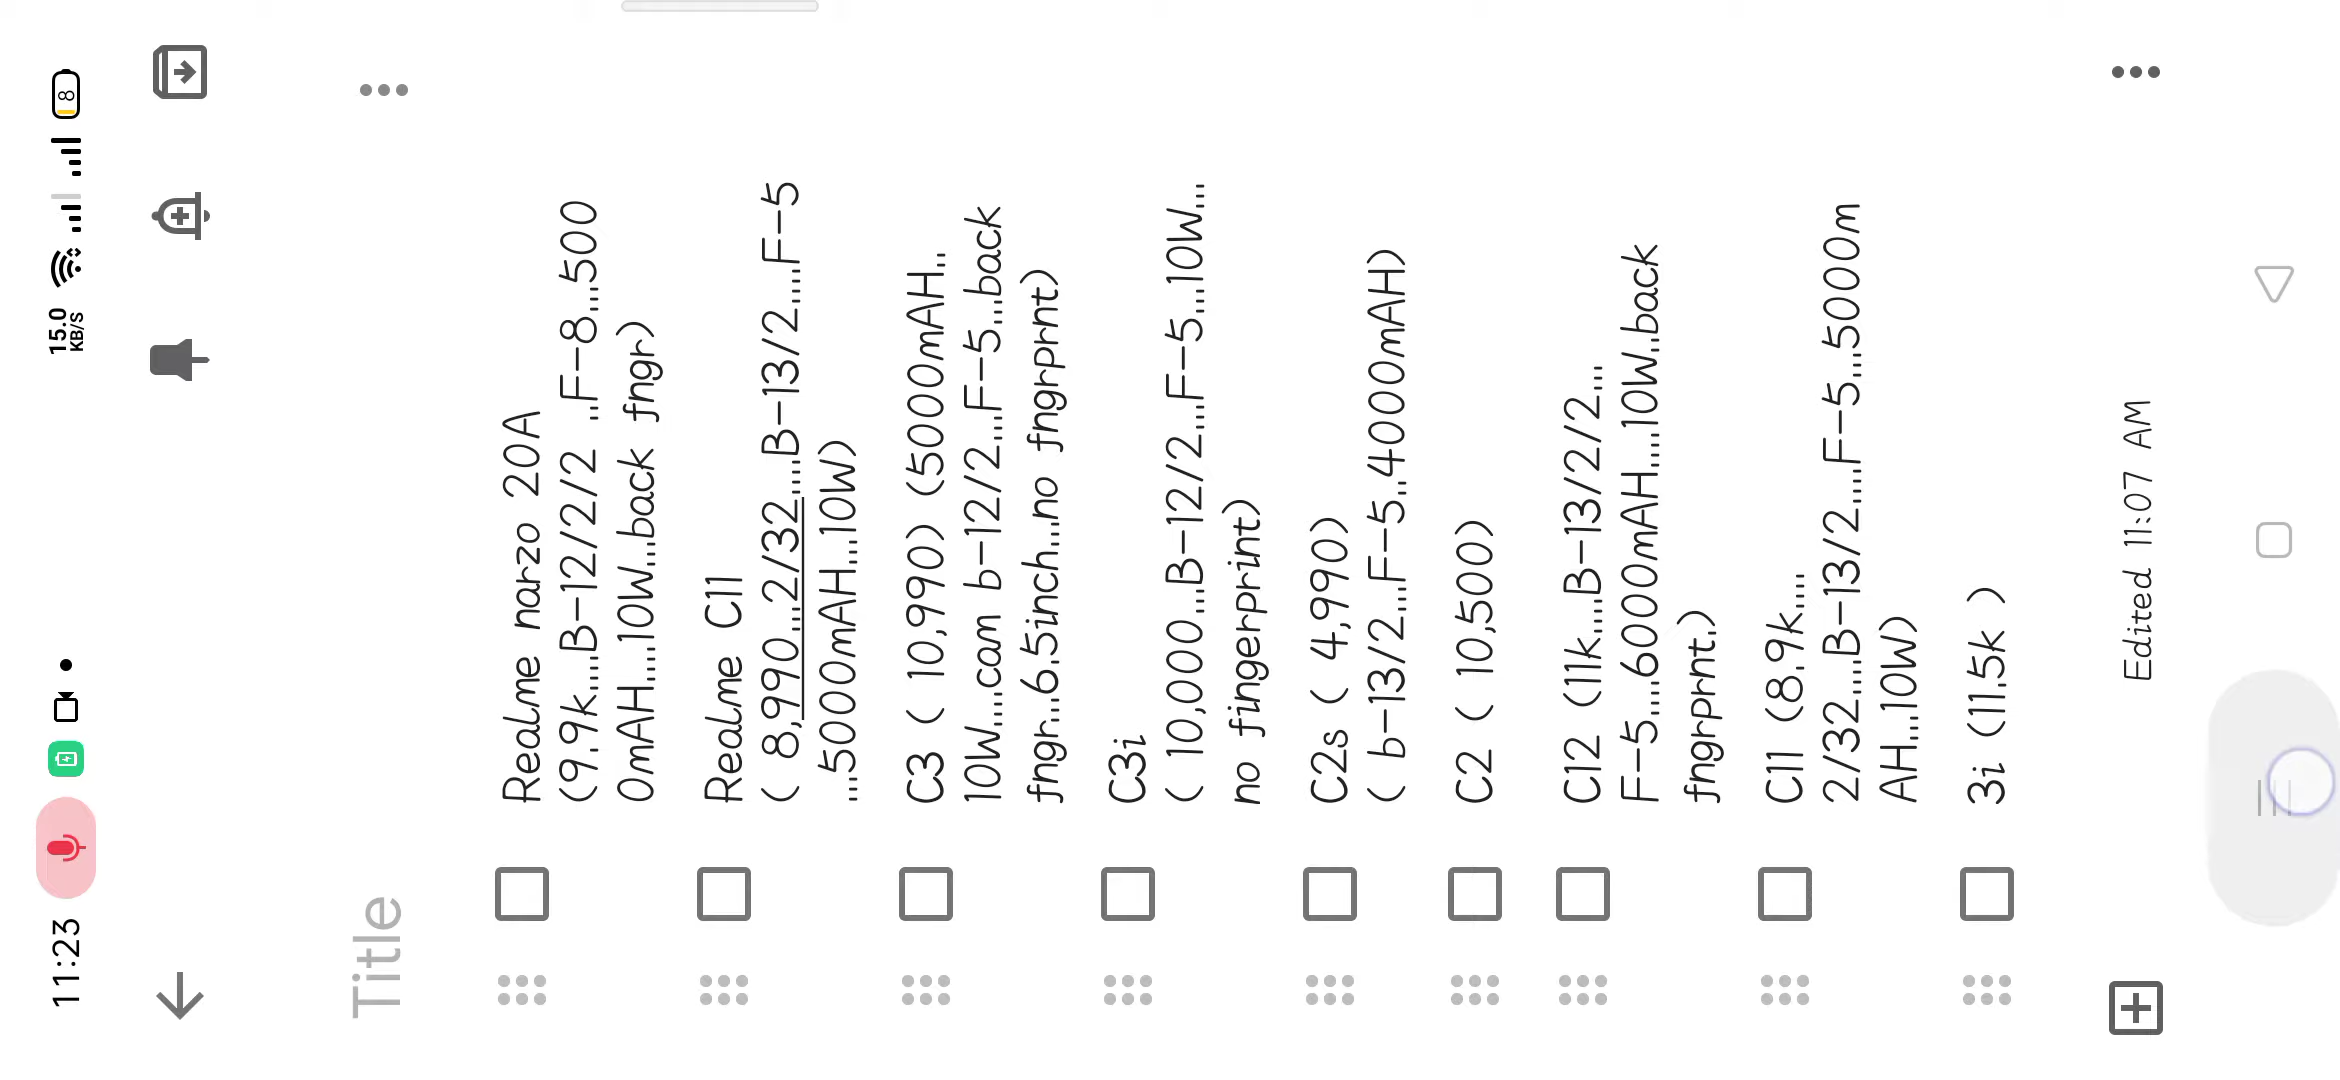 11:23
15.0
KB/S
8
Title
Realme narzo 20A
(9.9k....B-12/2/2 ..F-8...500
0mAH...10W..back fngr)
Realme C11
( 8,990...2/32....B-13/2....F-5
...5000mAH...10W)
C3 ( 10,990) (5000mAH..
10W....cam b-12/2...F-5...back
fngr...6.5inch...no fngrprnt)
C3i
( 10,000...B-12/2...F-5...10W...
no fingerprint)
C2s ( 4,990)
( b-13/2...F-5..4000mAH)
C2 ( 10,500)
C12 (11k....B-13/2/2....
F-5....6000mAH....10W..back
fngrprnt.)
C11 (8.9k....
2/32....B-13/2....F-5...5000m
AH...10W)
3i (11.5k )
Edited 11:07 AM